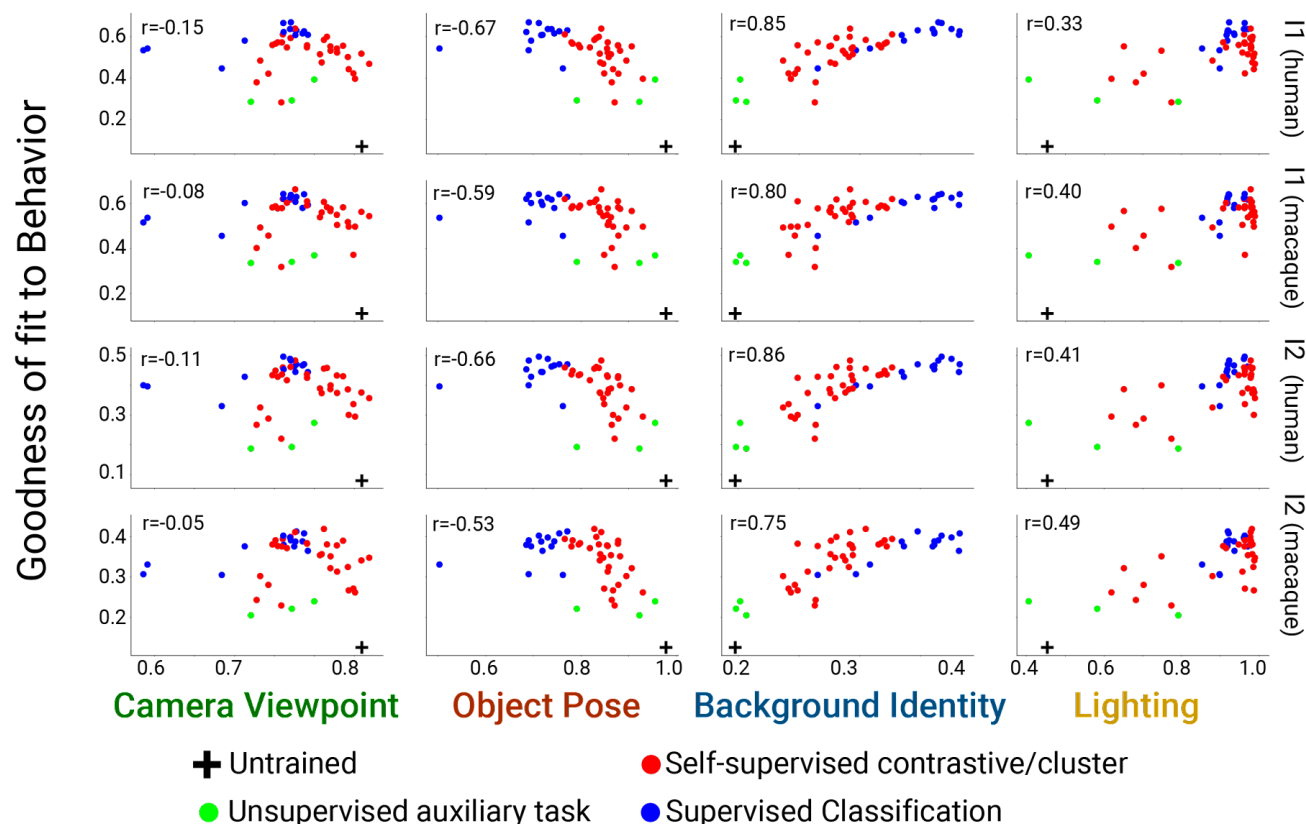 Goodness of fit to Behavior
r=-0.15 r=-0.67 r=0.85 r=0.33
0.6
0.4
0.2
I1 (human)
r=-0.08 r=-0.59 r=0.80 r=0.40
0.6
0.4
0.2
I1 (macaque)
r=-0.11 r=-0.66 r=0.86 r=0.41
0.5
0.3
0.1
I2 (human)
r=-0.05 r=-0.53 r=0.75 r=0.49
0.4
0.3
0.2
I2 (macaque)
0.6 0.7 0.8 0.6 0.8 1.0 0.2 0.3 0.4 0.4 0.6 0.8 1.0
Camera Viewpoint Object Pose Background Identity Lighting
Untrained Self-supervised contrastive/cluster
Unsupervised auxiliary task Supervised Classification